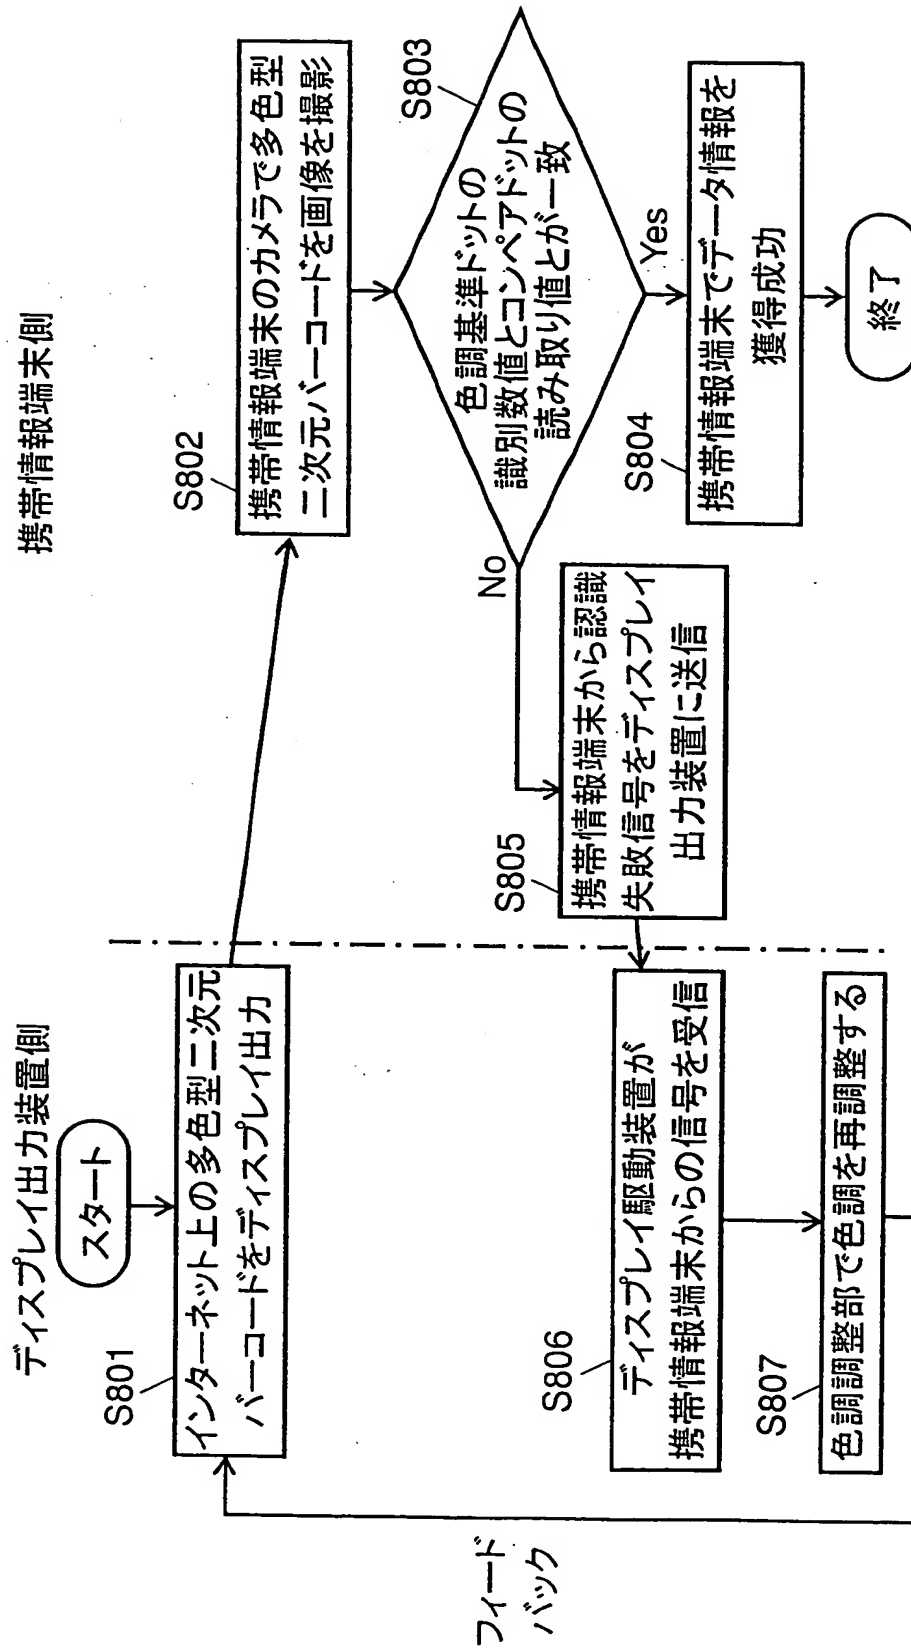 ディスプレイ出力装置側
携帯情報端末側
スタート
S801
インターネット上の多色型二次元
バーコードをディスプレイ出力
S802
携帯情報端末のカメラで多色型
二次元バーコードを画像を撮影
S803
色調基準ドットの
識別数値とコンペアドットの
読み取り値とが一致
No
Yes
S804
携帯情報端末でデータ情報を
獲得成功
終了
S805
携帯情報端末から認識
失敗信号をディスプレイ
出力装置に送信
S806
ディスプレイ駆動装置が
携帯情報端末からの信号を受信
S807
色調調整部で色調を再調整する
フィード
バック